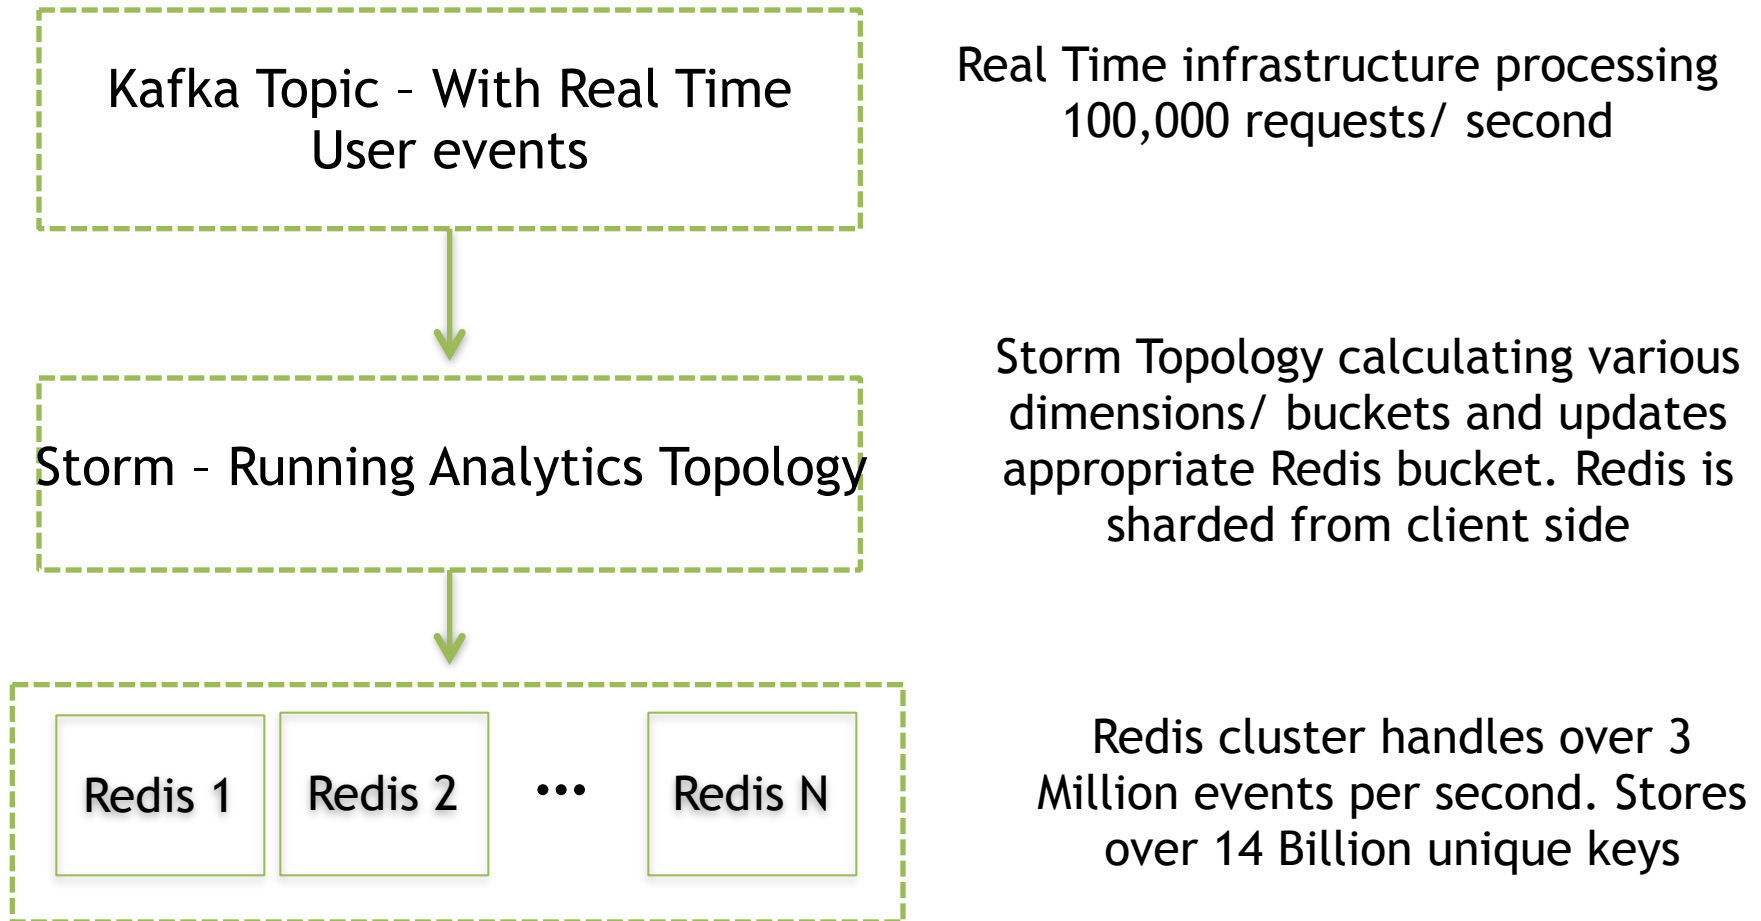 Kafka Topic – With Real Time
User events
Real Time infrastructure processing
100,000 requests/ second
Storm – Running Analytics Topology
Storm Topology calculating various
dimensions/ buckets and updates
appropriate Redis bucket. Redis is
sharded from client side
Redis 1
Redis 2
...
Redis N
Redis cluster handles over 3
Million events per second. Stores
over 14 Billion unique keys